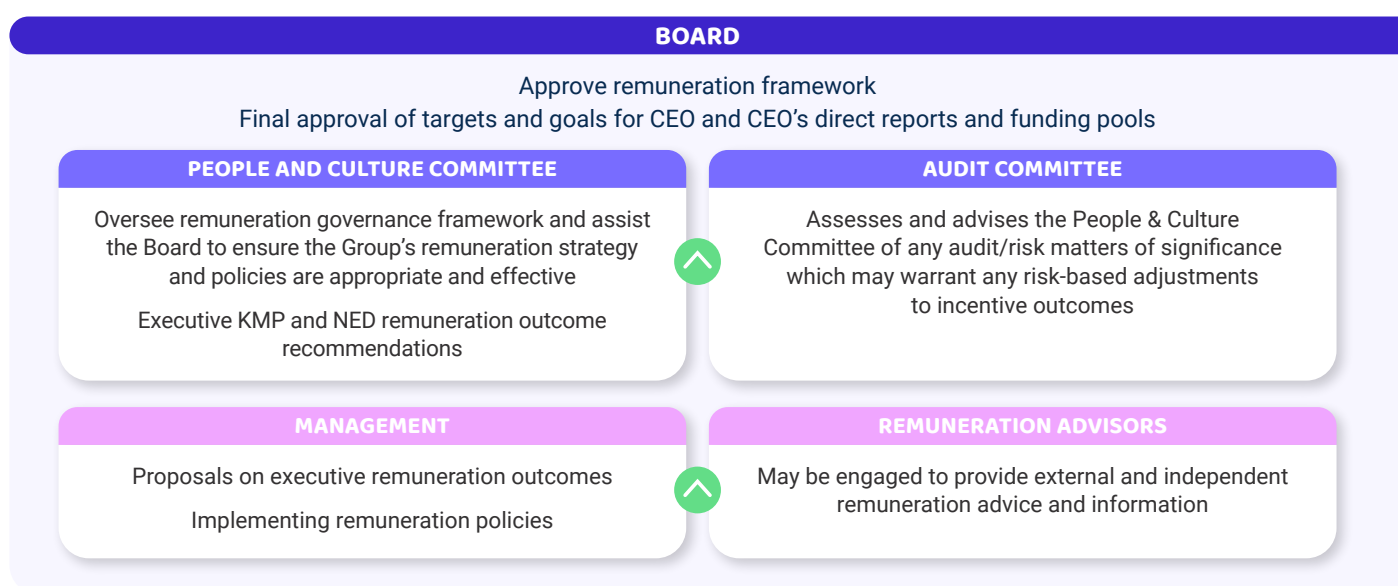 BOARD
Approve remuneration framework
Final approval of targets and goals for CEO and CEO’s direct reports and funding pools
PEOPLE AND CULTURE COMMITTEE
Oversee remuneration governance framework and assist
the Board to ensure the Group’s remuneration strategy
and policies are appropriate and effective
Executive KMP and NED remuneration outcome
recommendations
AUDIT COMMITTEE
Assesses and advises the People & Culture
Committee of any audit/risk matters of significance
which may warrant any risk-based adjustments
to incentive outcomes
MANAGEMENT
Proposals on executive remuneration outcomes
Implementing remuneration policies
REMUNERATION ADVISORS
May be engaged to provide external and independent
remuneration advice and information